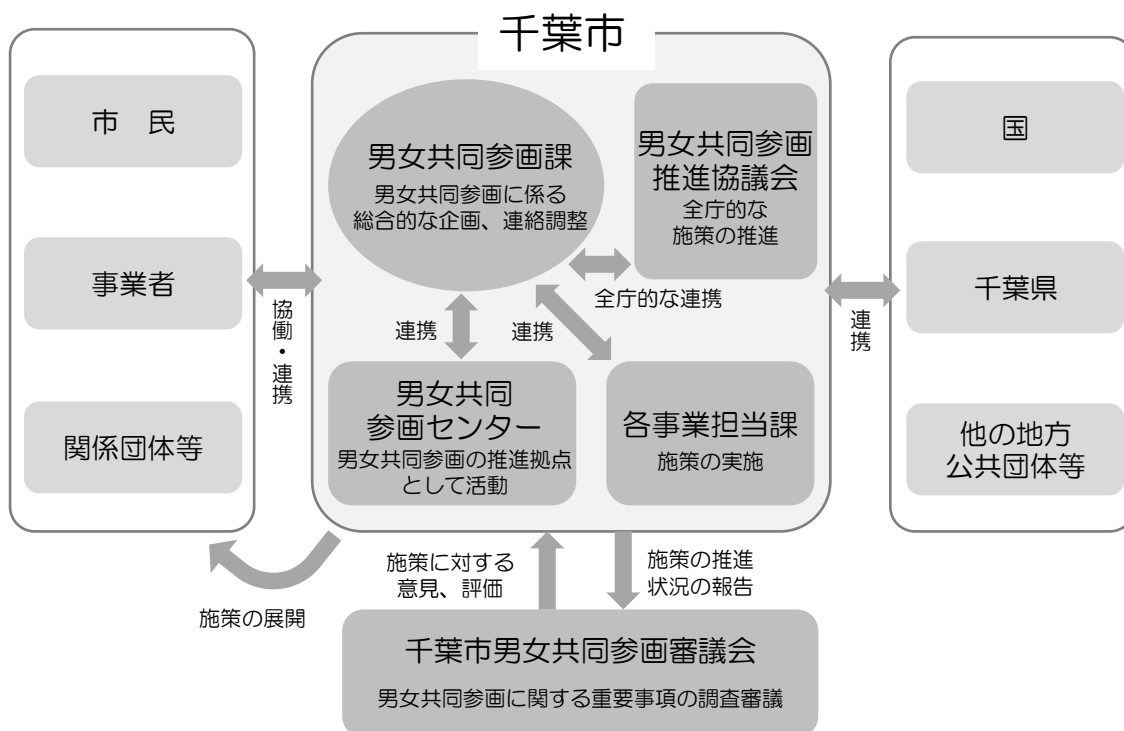 千葉市
市　民
事業者
関係団体等
協働・連携
男女共同参画課
男女共同参画に係る
総合的な企画、連絡調整
男女共同参画
推進協議会
全庁的な
施策の推進
全庁的な連携
連携
連携
男女共同
参画センター
男女共同参画の推進拠点
として活動
各事業担当課
施策の実施
連携
国
千葉県
他の地方
公共団体等
施策の展開
施策に対する
意見、評価
施策の推進
状況の報告
千葉市男女共同参画審議会
男女共同参画に関する重要事項の調査審議